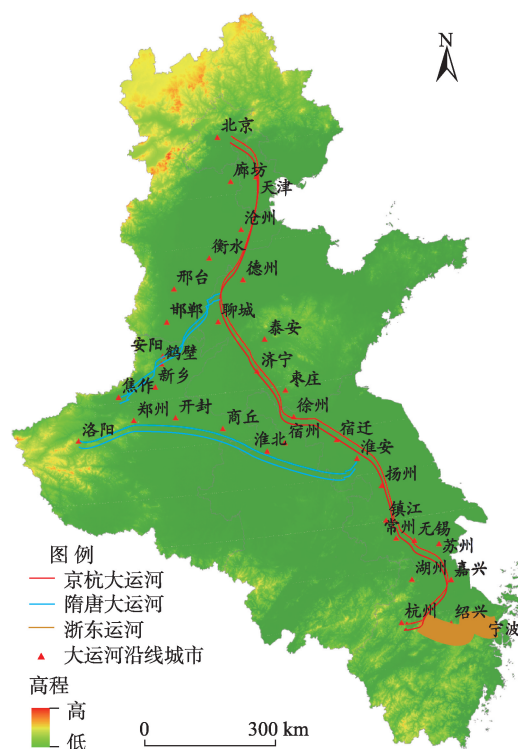 N
北京
廊坊
天津
沧州
衡水
德州
邢台
邯郸
聊城
泰安
安阳
鹤壁
济宁
新乡
焦作
枣庄
郑州
开封
徐州
商丘
宿州
宿迁
洛阳
淮北
淮安
扬州
镇江
常州
无锡
苏州
湖州
嘉兴
杭州
绍兴
宁波
图 例
京杭大运河
隋唐大运河
浙东运河
大运河沿线城市
高程
高
低
0
300 km